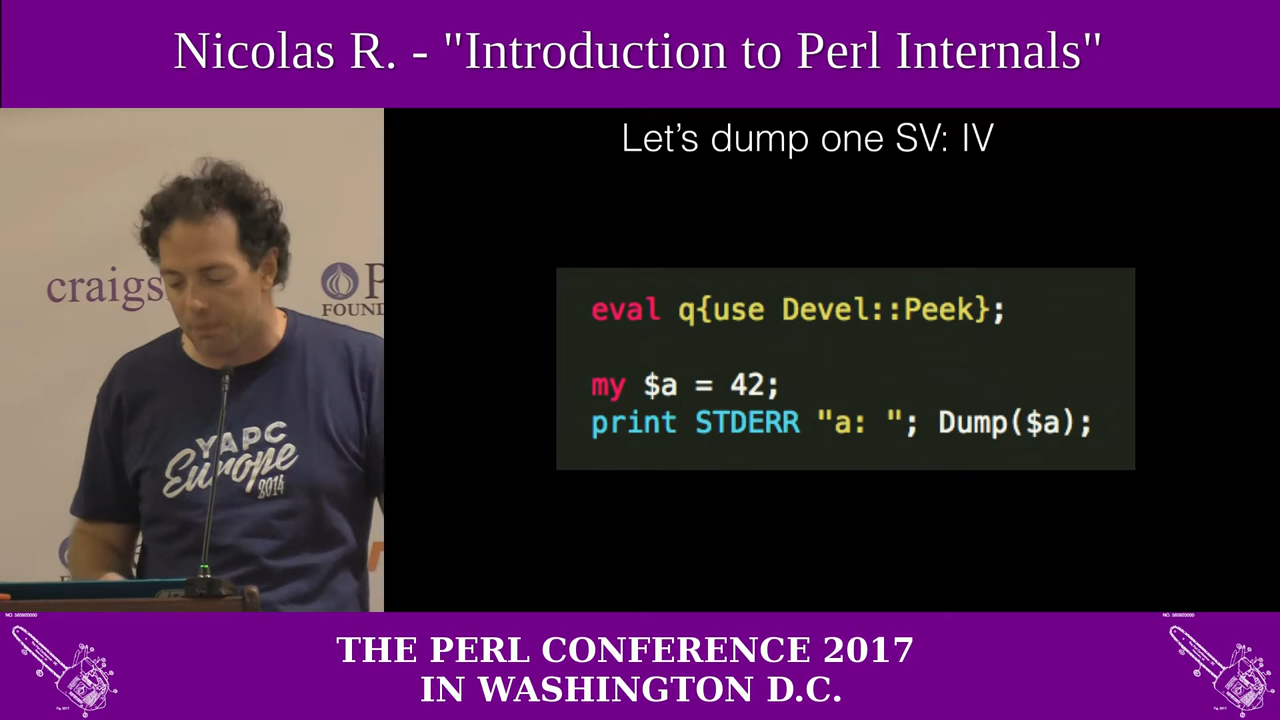 Nicolas R. - "Introduction to Perl Internals"
Let's dump one SV: IV
eval q{use Devel::Peek};
my $a = 42;
print STDERR "a: "; Dump($a);
craigs
P
FOUND
YAPC
Europe
2014
THE PERL CONFERENCE 2017
IN WASHINGTON D.C.